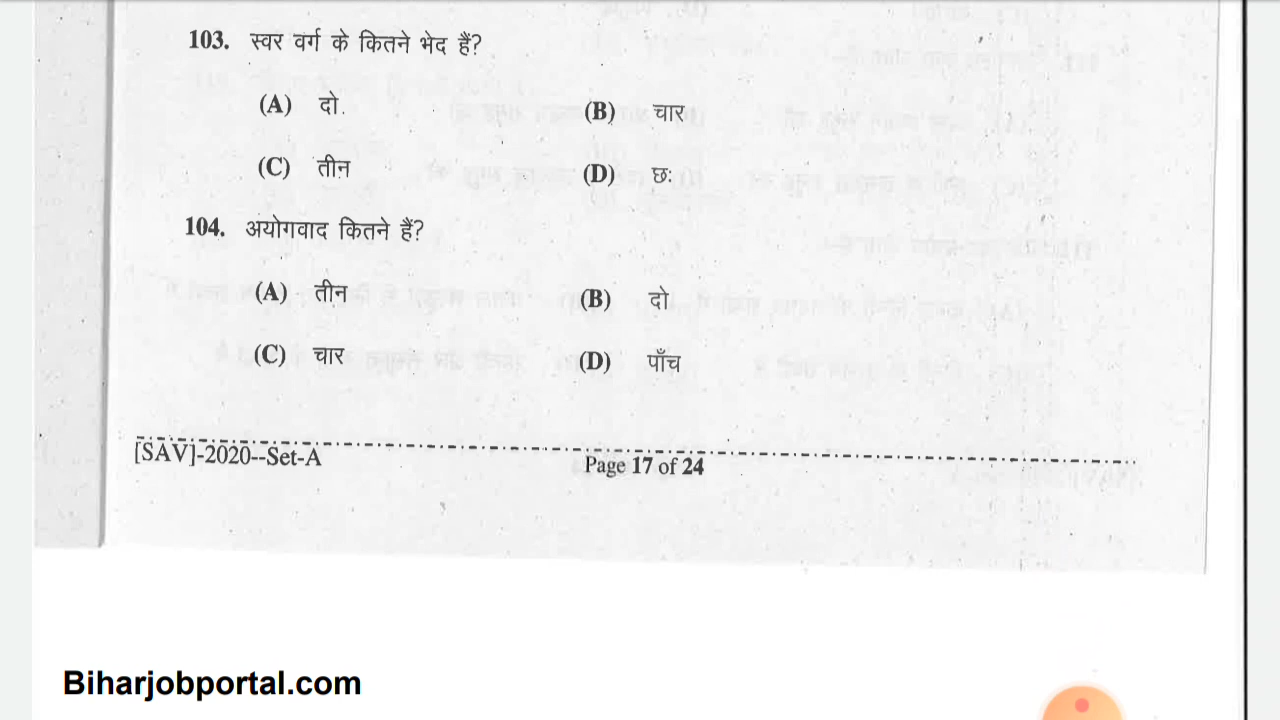 103. स्वर वर्ग के कितने भेद हैं?
(A) दो.
(B) चार
(C) तीन
(D) छः
104. अयोगवाद कितने हैं?
(A) तीन
(B) दो
(C) चार
(D) पाँच
[SAV]-2020--Set-A
Page 17 of 24
Biharjobportal.com